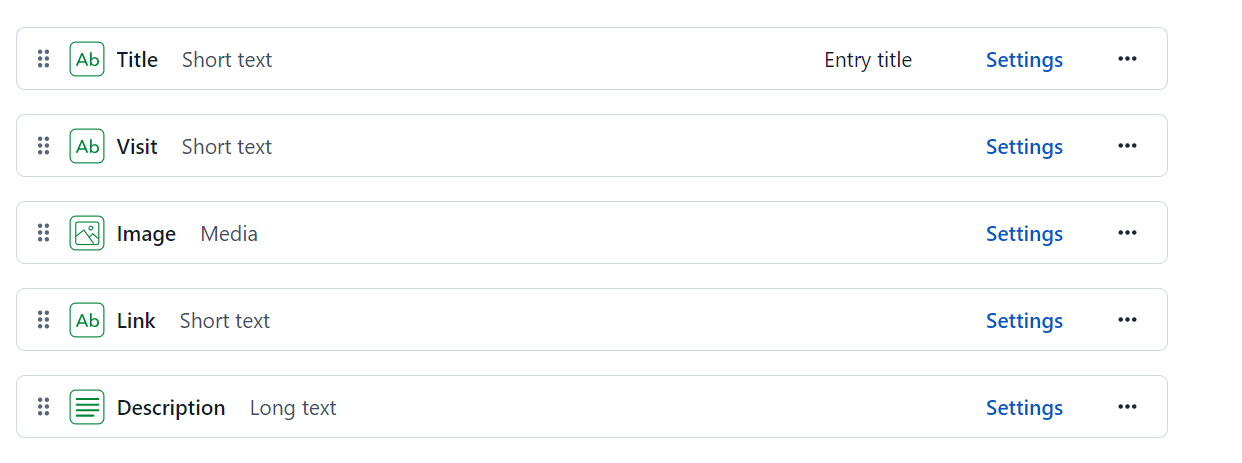 Ab Title Short text Entry title Settings
Ab Visit Short text Settings
Image Media Settings
Ab Link Short text Settings
Description Long text Settings